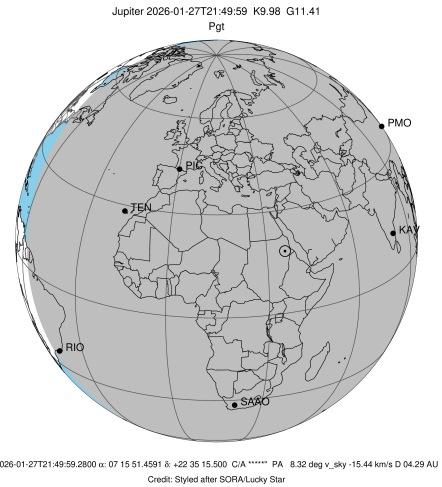 Jupiter 2026-01-27T21:49:59 K9.98 G11.41
Pgt
PMO
PIC
TEN
KAV
RIO
SAAO
026-01-27T21:49:59.2800 α: 07 15 51.4591 δ: +22 35 15.500 C/A ***** PA 8.32 deg v_sky -15.44 km/s D 04.29 AU
Credit: Styled after SORA/Lucky Star